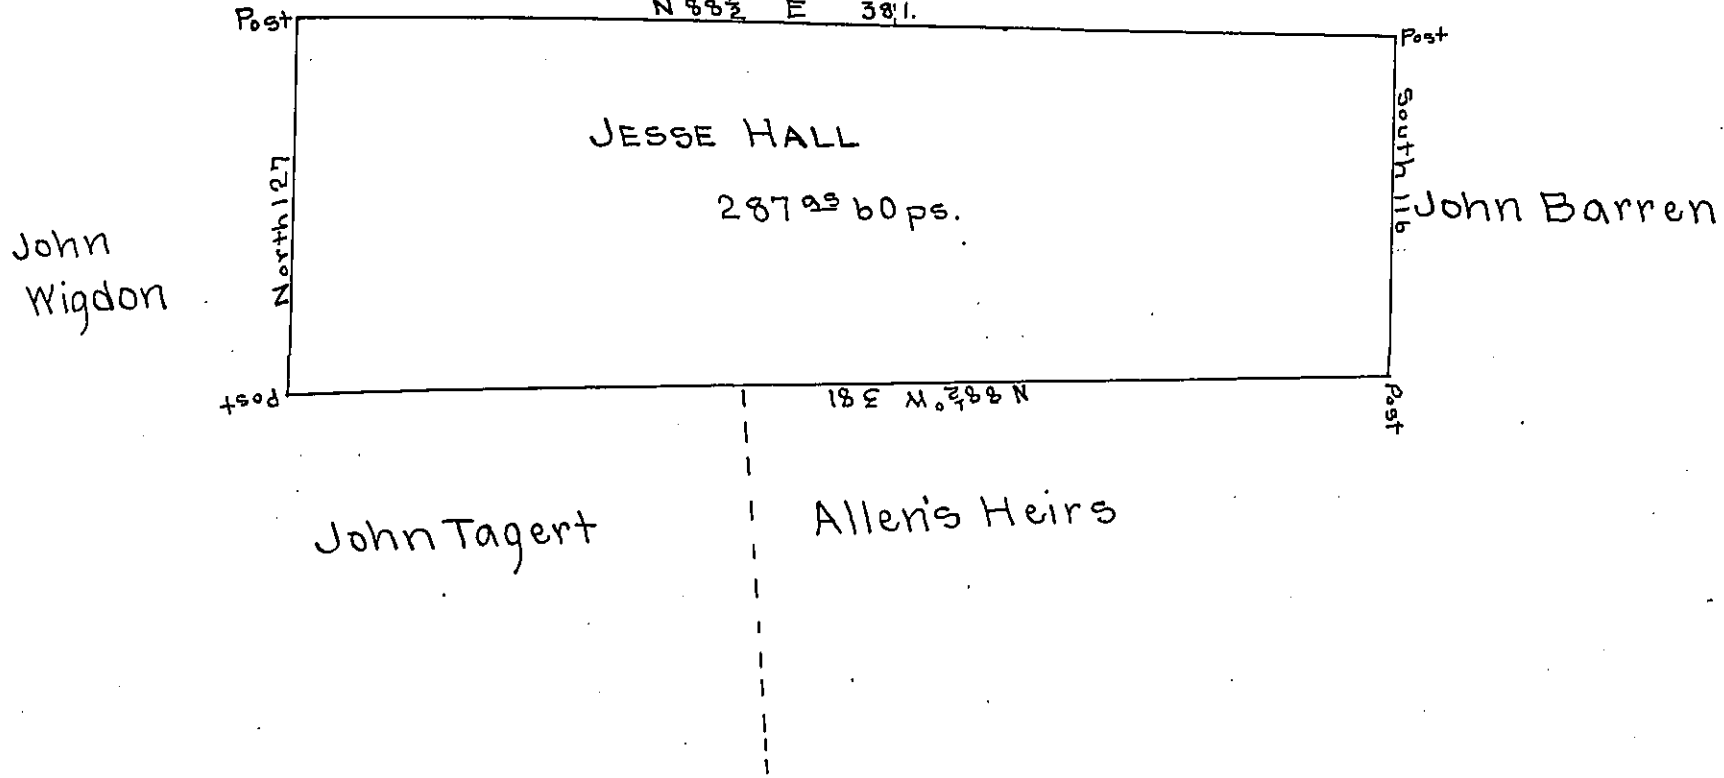 N 88½ E 381.
Post
Post
JESSE HALL
287 as 60 ps.
North 127
South 116
John Barren
John
Wigdon
Post
N 88½° W 381
Post
John Tagert
Allen's Heirs